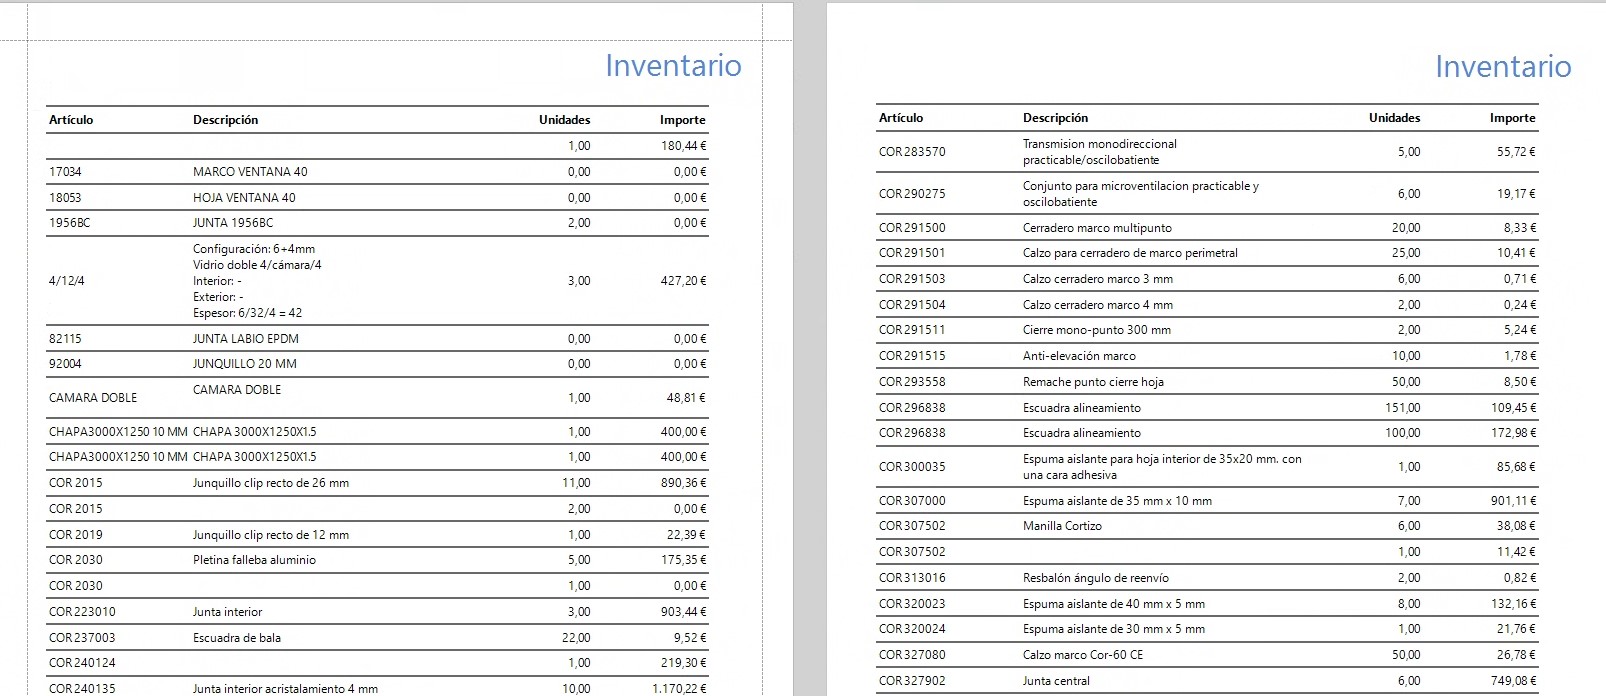 Inventario
Artículo Descripción Unidades Importe
1,00 180,44 €
17034 MARCO VENTANA 40 0,00 0,00 €
18053 HOJA VENTANA 40 0,00 0,00 €
1956BC JUNTA 1956BC 2,00 0,00 €
Configuración: 6+4mm
Vidrio doble 4/cámara/4
4/12/4 Interior: - 3,00 427,20 €
Exterior: -
Espesor: 6/32/4 = 42
82115 JUNTA LABIO EPDM 0,00 0,00 €
92004 JUNQUILLO 20 MM 0,00 0,00 €
CAMARA DOBLE CAMARA DOBLE 1,00 48,81 €
CHAPA3000X1250 10 MM CHAPA 3000X1250X1.5 1,00 400,00 €
CHAPA3000X1250 10 MM CHAPA 3000X1250X1.5 1,00 400,00 €
COR 2015 Junquillo clip recto de 26 mm 11,00 890,36 €
COR 2015 2,00 0,00 €
COR 2019 Junquillo clip recto de 12 mm 1,00 22,39 €
COR 2030 Pletina falleba aluminio 5,00 175,35 €
COR 2030 1,00 0,00 €
COR 223010 Junta interior 3,00 903,44 €
COR 237003 Escuadra de bala 22,00 9,52 €
COR 240124 1,00 219,30 €
COR 240135 Junta interior acristalamiento 4 mm 10,00 1.170,22 €
Inventario
Artículo Descripción Unidades Importe
Transmision monodireccional
COR 283570 practicable/oscilobatiente 5,00 55,72 €
Conjunto para microventilacion practicable y
COR 290275 oscilobatiente 6,00 19,17 €
COR 291500 Cerradero marco multipunto 20,00 8,33 €
COR 291501 Calzo para cerradero de marco perimetral 25,00 10,41 €
COR 291503 Calzo cerradero marco 3 mm 6,00 0,71 €
COR 291504 Calzo cerradero marco 4 mm 2,00 0,24 €
COR 291511 Cierre mono-punto 300 mm 2,00 5,24 €
COR 291515 Anti-elevación marco 10,00 1,78 €
COR 293558 Remache punto cierre hoja 50,00 8,50 €
COR 296838 Escuadra alineamiento 151,00 109,45 €
COR 296838 Escuadra alineamiento 100,00 172,98 €
Espuma aislante para hoja interior de 35x20 mm. con
COR 300035 una cara adhesiva 1,00 85,68 €
COR 307000 Espuma aislante de 35 mm x 10 mm 7,00 901,11 €
COR 307502 Manilla Cortizo 6,00 38,08 €
COR 307502 1,00 11,42 €
COR 313016 Resbalón ángulo de reenvío 2,00 0,82 €
COR 320023 Espuma aislante de 40 mm x 5 mm 8,00 132,16 €
COR 320024 Espuma aislante de 30 mm x 5 mm 1,00 21,76 €
COR 327080 Calzo marco Cor-60 CE 50,00 26,78 €
COR 327902 Junta central 6,00 749,08 €